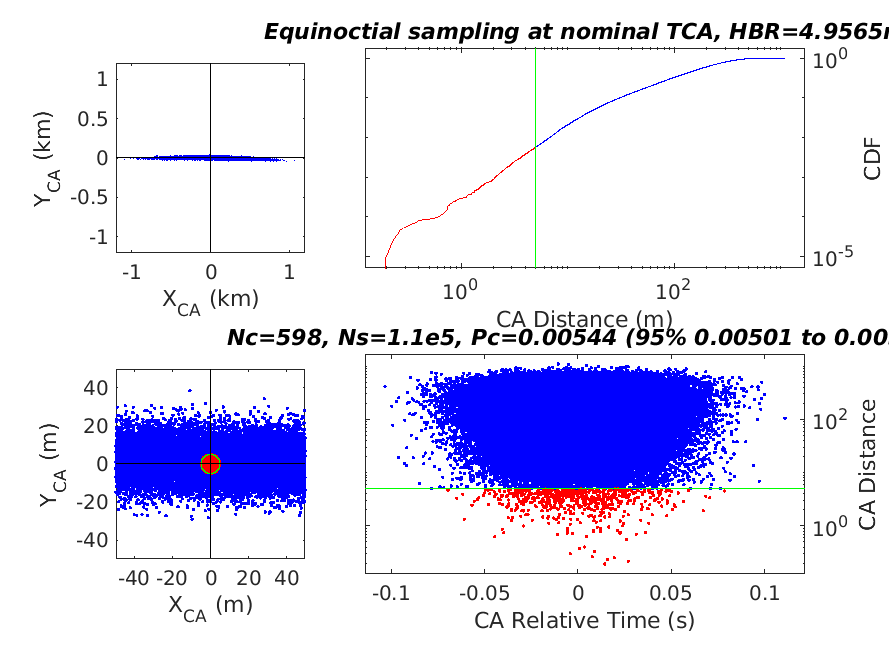 Equinoctial sampling at nominal TCA, HBR=4.9565
1
0.5
0
-0.5
-1
Y_CA (km)
-1
0
1
X_CA (km)
10^0
10^-5
CDF
10^0
10^2
CA Distance (m)
Nc=598, Ns=1.1e5, Pc=0.00544 (95% 0.00501 to 0.00
40
20
0
-20
-40
Y_CA (m)
-40 -20 0 20 40
X_CA (m)
10^2
10^0
CA Distance
-0.1 -0.05 0 0.05 0.1
CA Relative Time (s)